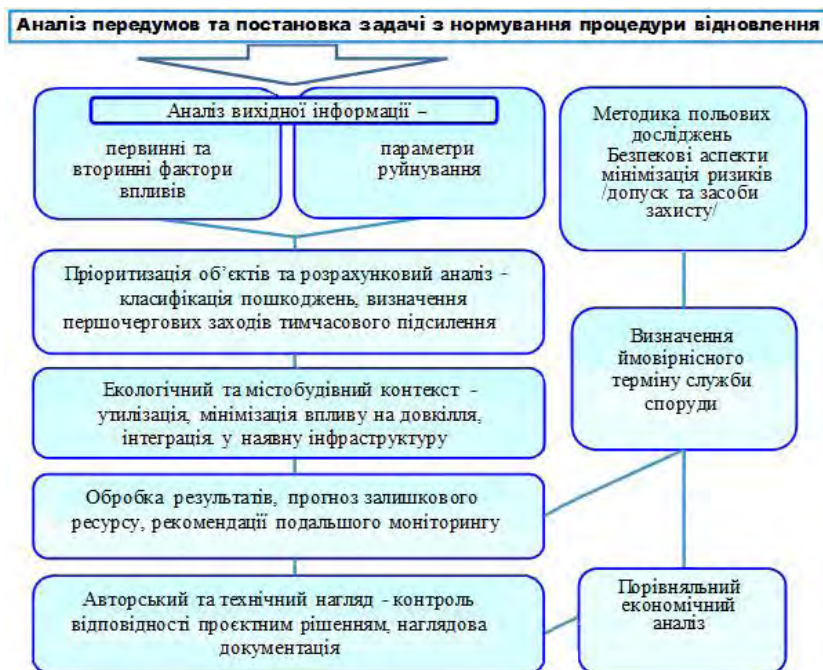 Аналіз передумов та постановка задачі з нормування процедури відновлення
Аналіз вихідної інформації –
первинні та
вторинні фактори
впливів
параметри
руйнування
Методика польових
досліджень
Безпекові аспекти
мінімізація ризиків
/допуск та засоби
захисту/
Пріоритизація об’єктів та розрахунковий аналіз -
класифікація пошкоджень, визначення
першочергових заходів тимчасового підсилення
Визначення
ймовірнісного
терміну служби
споруди
Екологічний та містобудівний контекст -
утилізація, мінімізація впливу на довкілля,
інтеграція. у наявну інфраструктуру
Обробка результатів, прогноз залишкового
ресурсу, рекомендації подальшого моніторингу
Авторський та технічний нагляд - контроль
відповідності проєктним рішенням, наглядова
документація
Порівняльний
економічний
аналіз